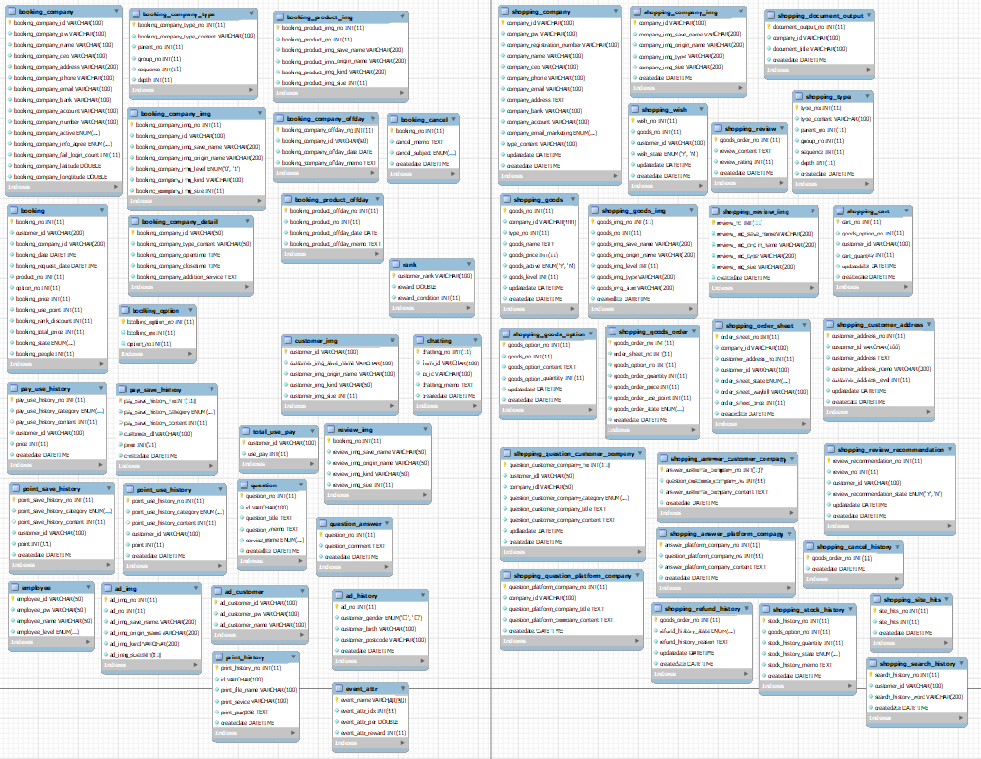 booking_company
booking_company_id VARCHAR(100)
booking_company_pw VARCHAR(100)
booking_company_name VARCHAR(100)
booking_company_ceo VARCHAR(100)
booking_company_address VARCHAR(200)
booking_company_phone VARCHAR(100)
booking_company_email VARCHAR(100)
booking_company_bank VARCHAR(100)
booking_company_account VARCHAR(100)
booking_company_number VARCHAR(100)
booking_company_active ENUM(...)
booking_company_info_agree ENUM(...)
booking_company_fail_login_count INT(11)
booking_company_latitude DOUBLE
booking_company_longitude DOUBLE
Indexes
booking_company_type
booking_company_type_no INT(11)
booking_company_type_content VARCHAR(200)
parent_no INT(11)
group_no INT(11)
sequence INT(11)
depth INT(11)
Indexes
booking_product_img
booking_product_img_no INT(11)
booking_product_no INT(11)
booking_product_img_save_name VARCHAR(200)
booking_product_img_origin_name VARCHAR(200)
booking_product_img_kind VARCHAR(200)
booking_product_img_size INT(11)
Indexes
booking_company_img
booking_company_img_no INT(11)
booking_company_id VARCHAR(100)
booking_company_img_save_name VARCHAR(200)
booking_company_img_origin_name VARCHAR(200)
booking_company_img_level ENUM('0', '1')
booking_company_img_kind VARCHAR(100)
booking_company_img_size INT(11)
Indexes
booking_company_offday
booking_company_offday_no INT(11)
booking_company_id VARCHAR(50)
booking_company_offday_date DATE
booking_company_offday_memo TEXT
Indexes
booking_cancel
booking_no INT(11)
cancel_memo TEXT
cancel_subject ENUM(...)
createdate DATETIME
Indexes
booking
booking_no INT(11)
customer_id VARCHAR(200)
booking_company_id VARCHAR(200)
booking_date DATETIME
booking_request_date DATETIME
product_no INT(11)
option_no INT(11)
booking_price INT(11)
booking_use_point INT(11)
booking_rank_discount INT(11)
booking_total_price INT(11)
booking_state ENUM(...)
booking_people INT(11)
Indexes
booking_company_detail
booking_company_id VARCHAR(50)
booking_company_type_content VARCHAR(50)
booking_company_opentime TIME
booking_company_closetime TIME
booking_company_addition_service TEXT
Indexes
booking_product_offday
booking_product_offday_no INT(11)
booking_product_no INT(11)
booking_product_offday_date DATE
booking_product_offday_memo TEXT
Indexes
rank
customer_rank VARCHAR(100)
reward DOUBLE
reward_condition INT(11)
Indexes
booking_option
booking_option_no INT(11)
booking_no INT(11)
option_no INT(11)
Indexes
customer_img
customer_id VARCHAR(100)
customer_img_save_name VARCHAR(100)
customer_img_origin_name VARCHAR(100)
customer_img_kind VARCHAR(50)
customer_img_size INT(11)
Indexes
chatting
chatting_no INT(11)
chatting_memo TEXT
createdate DATETIME
Indexes
pay_use_history
pay_use_history_no INT(11)
pay_use_history_category ENUM(...)
pay_use_history_content INT(11)
customer_id VARCHAR(100)
price INT(11)
createdate DATETIME
Indexes
pay_save_history
pay_save_history_no INT(11)
pay_save_history_category ENUM(...)
pay_save_history_content INT(11)
customer_id VARCHAR(100)
price INT(11)
createdate DATETIME
Indexes
total_use_pay
customer_id VARCHAR(100)
use_pay INT(11)
Indexes
review_img
booking_no INT(11)
review_img_save_name VARCHAR(50)
review_img_origin_name VARCHAR(50)
review_img_kind VARCHAR(50)
review_img_size INT(11)
Indexes
point_save_history
point_save_history_no INT(11)
point_save_history_category ENUM(...)
point_save_history_content INT(11)
customer_id VARCHAR(100)
point INT(11)
createdate DATETIME
Indexes
point_use_history
point_use_history_no INT(11)
point_use_history_category ENUM(...)
point_use_history_content INT(11)
customer_id VARCHAR(100)
point INT(11)
createdate DATETIME
Indexes
question
question_no INT(11)
id VARCHAR(100)
question_title TEXT
question_memo TEXT
createdate DATETIME
Indexes
question_answer
question_no INT(11)
question_comment TEXT
createdate DATETIME
Indexes
employee
employee_id VARCHAR(50)
employee_pw VARCHAR(50)
employee_name VARCHAR(50)
employee_level ENUM(...)
Indexes
ad_img
ad_img_no INT(11)
ad_no INT(11)
ad_img_save_name VARCHAR(200)
ad_img_origin_name VARCHAR(200)
ad_img_kind VARCHAR(200)
ad_img_size INT(11)
Indexes
ad_customer
ad_customer_id VARCHAR(100)
ad_customer_pw VARCHAR(100)
ad_customer_name VARCHAR(100)
Indexes
ad_history
ad_no INT(11)
customer_birth VARCHAR(100)
customer_postcode VARCHAR(100)
createdate DATETIME
Indexes
print_history
print_history_no INT(11)
id VARCHAR(100)
print_file_name VARCHAR(100)
print_service VARCHAR(100)
print_purpose TEXT
createdate DATETIME
Indexes
event_attr
event_name VARCHAR(50)
event_attr_idx INT(11)
event_attr_per DOUBLE
event_attr_reward INT(11)
Indexes
shopping_company
company_id VARCHAR(100)
company_pw VARCHAR(100)
company_registration_number VARCHAR(100)
company_name VARCHAR(100)
company_ceo VARCHAR(100)
company_phone VARCHAR(100)
company_email VARCHAR(100)
company_address TEXT
company_bank VARCHAR(100)
company_account VARCHAR(100)
company_email_marketing ENUM(...)
type_content VARCHAR(100)
updatedate DATETIME
createdate DATETIME
Indexes
shopping_company_img
company_id VARCHAR(100)
company_img_save_name VARCHAR(200)
company_img_origin_name VARCHAR(200)
company_img_type VARCHAR(200)
company_img_size VARCHAR(200)
createdate DATETIME
Indexes
shopping_document_output
document_output_no INT(11)
company_id VARCHAR(100)
document_title VARCHAR(100)
createdate DATETIME
Indexes
shopping_wish
wish_no INT(11)
goods_no INT(11)
customer_id VARCHAR(100)
wish_state ENUM('Y', 'N')
updatedate DATETIME
createdate DATETIME
Indexes
shopping_review
goods_order_no INT(11)
review_content TEXT
review_rating INT(11)
createdate DATETIME
Indexes
shopping_type
type_no INT(11)
type_content VARCHAR(100)
parent_no INT(11)
group_no INT(11)
sequence INT(11)
depth INT(11)
Indexes
shopping_goods
goods_no INT(11)
company_id VARCHAR(100)
type_no INT(11)
goods_name TEXT
goods_price INT(11)
goods_active ENUM('Y', 'N')
goods_level INT(11)
updatedate DATETIME
createdate DATETIME
Indexes
shopping_goods_img
goods_img_no INT(11)
goods_no INT(11)
goods_img_save_name VARCHAR(200)
goods_img_origin_name VARCHAR(200)
goods_img_level INT(11)
goods_img_type VARCHAR(200)
goods_img_size VARCHAR(200)
createdate DATETIME
Indexes
shopping_review_img
review_no INT(11)
review_img_save_name VARCHAR(200)
review_img_origin_name VARCHAR(200)
review_img_type VARCHAR(200)
review_img_size VARCHAR(200)
createdate DATETIME
Indexes
shopping_cart
cart_no INT(11)
goods_option_no INT(11)
customer_id VARCHAR(100)
cart_quantity INT(11)
updatedate DATETIME
createdate DATETIME
Indexes
shopping_goods_option
goods_option_no INT(11)
goods_no INT(11)
goods_option_content TEXT
goods_option_quantity INT(11)
updatedate DATETIME
createdate DATETIME
Indexes
shopping_goods_order
goods_order_no INT(11)
order_sheet_no INT(11)
goods_option_no INT(11)
goods_order_quantity INT(11)
goods_order_price INT(11)
goods_order_use_point INT(11)
goods_order_state ENUM(...)
Indexes
shopping_order_sheet
order_sheet_no INT(11)
company_id VARCHAR(100)
customer_address_no INT(11)
customer_id VARCHAR(100)
order_sheet_state ENUM(...)
order_sheet_waybill VARCHAR(100)
order_sheet_price INT(11)
createdate DATETIME
Indexes
shopping_customer_address
customer_address_no INT(11)
customer_id VARCHAR(100)
customer_address TEXT
customer_address_name VARCHAR(200)
customer_address_level INT(11)
updatedate DATETIME
createdate DATETIME
Indexes
shopping_question_customer_company
question_customer_company_no INT(11)
customer_id VARCHAR(50)
company_id VARCHAR(50)
question_customer_company_category ENUM(...)
question_customer_company_title TEXT
question_customer_company_content TEXT
updatedate DATETIME
createdate DATETIME
Indexes
shopping_answer_customer_company
answer_customer_company_no INT(11)
question_customer_company_no INT(11)
answer_customer_company_content TEXT
createdate DATETIME
Indexes
shopping_review_recommendation
review_recommendation_no INT(11)
review_no INT(11)
customer_id VARCHAR(100)
review_recommendation_state ENUM('Y', 'N')
updatedate DATETIME
createdate DATETIME
Indexes
shopping_answer_platform_company
answer_platform_company_no INT(11)
question_platform_company_no INT(11)
answer_platform_company_content TEXT
createdate DATETIME
Indexes
shopping_cancel_history
goods_order_no INT(11)
createdate DATETIME
Indexes
shopping_question_platform_company
question_platform_company_no INT(11)
company_id VARCHAR(100)
question_platform_company_title TEXT
question_platform_company_content TEXT
createdate DATETIME
Indexes
shopping_refund_history
goods_order_no INT(11)
refund_history_state ENUM(...)
refund_history_reason TEXT
updatedate DATETIME
createdate DATETIME
Indexes
shopping_stock_history
stock_history_no INT(11)
goods_option_no INT(11)
stock_history_quantity INT(11)
stock_history_state ENUM(...)
stock_history_memo TEXT
createdate DATETIME
Indexes
shopping_site_hits
site_hits_no INT(11)
site_hits INT(11)
createdate DATETIME
Indexes
shopping_search_history
search_history_no INT(11)
customer_id VARCHAR(100)
search_history_word VARCHAR(200)
createdate DATETIME
Indexes